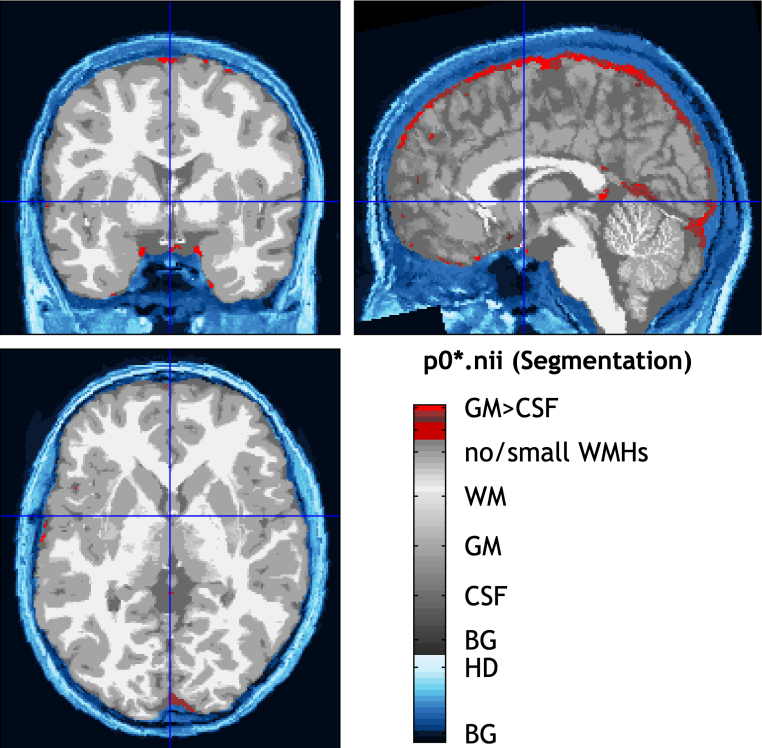 p0*.nii (Segmentation)
GM>CSF
no/small WMHs
WM
GM
CSF
BG
HD
BG